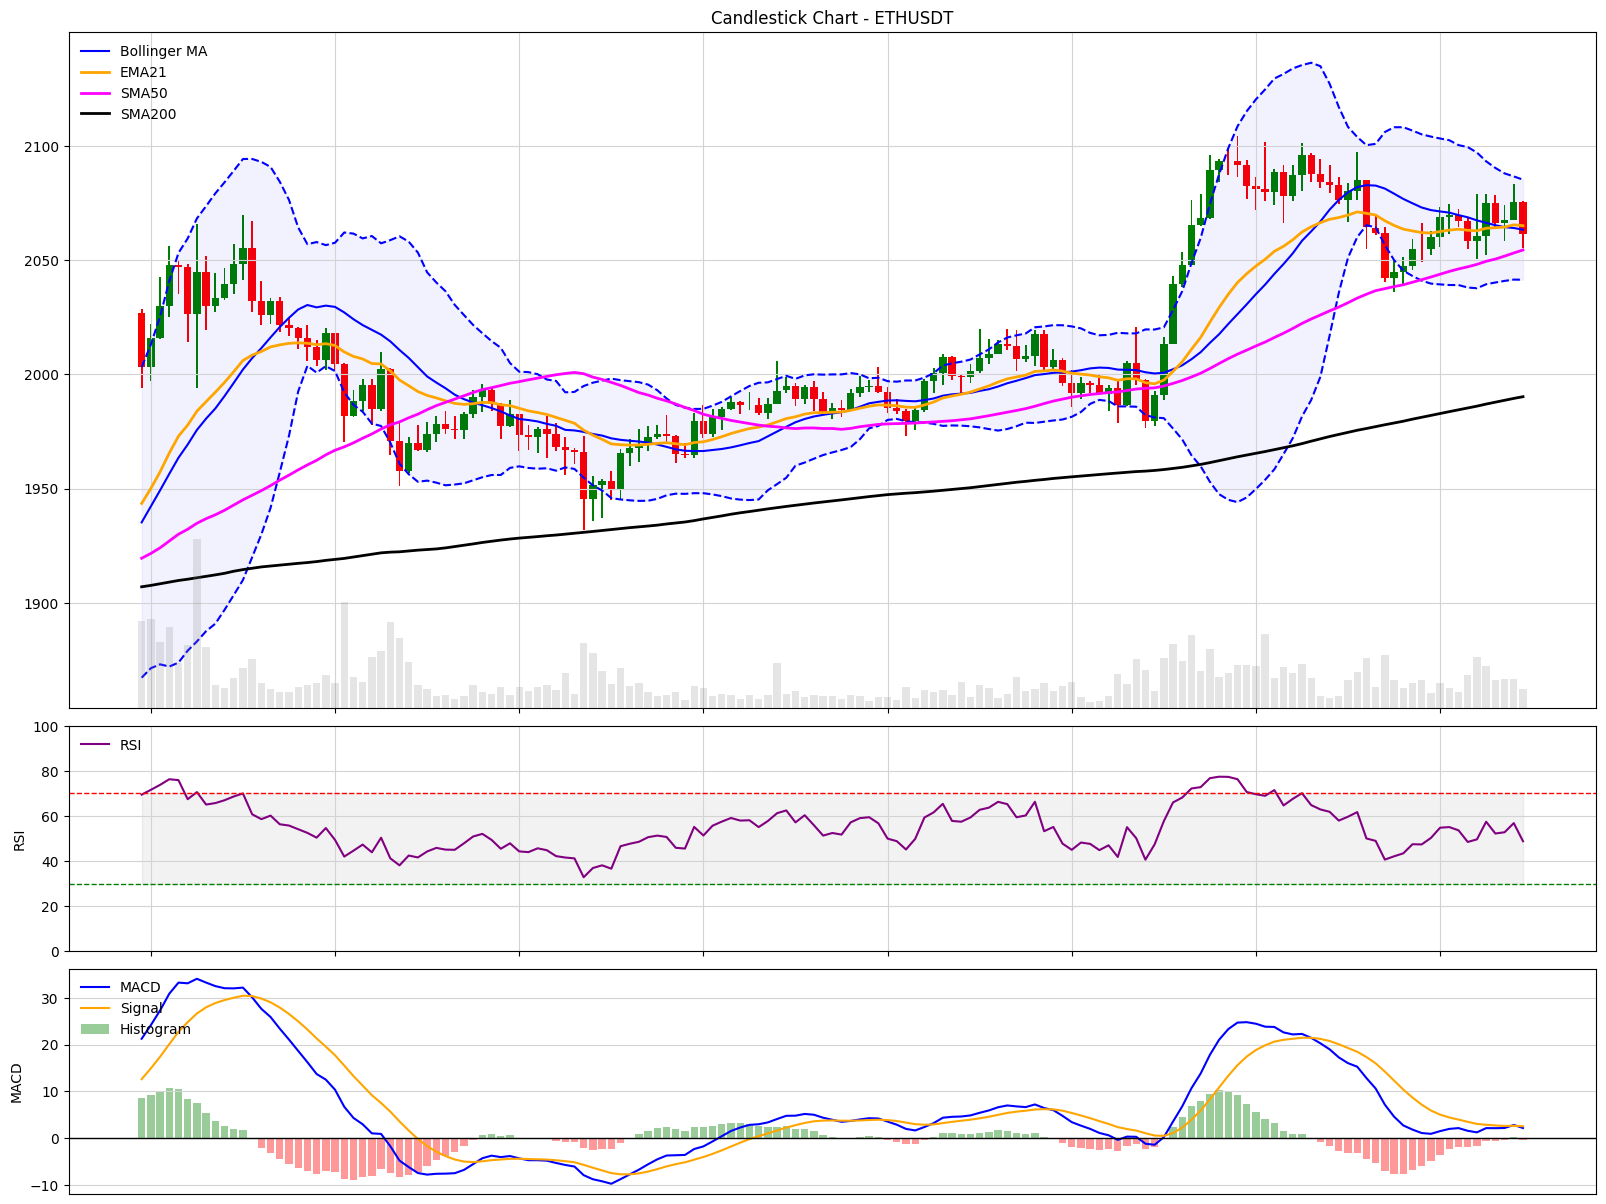 Candlestick Chart - ETHUSDT
Bollinger MA
EMA21
SMA50
SMA200
2100
2050
2000
1950
1900
RSI
RSI
100
80
60
40
20
0
MACD
Signal
Histogram
MACD
30
20
10
0
−10